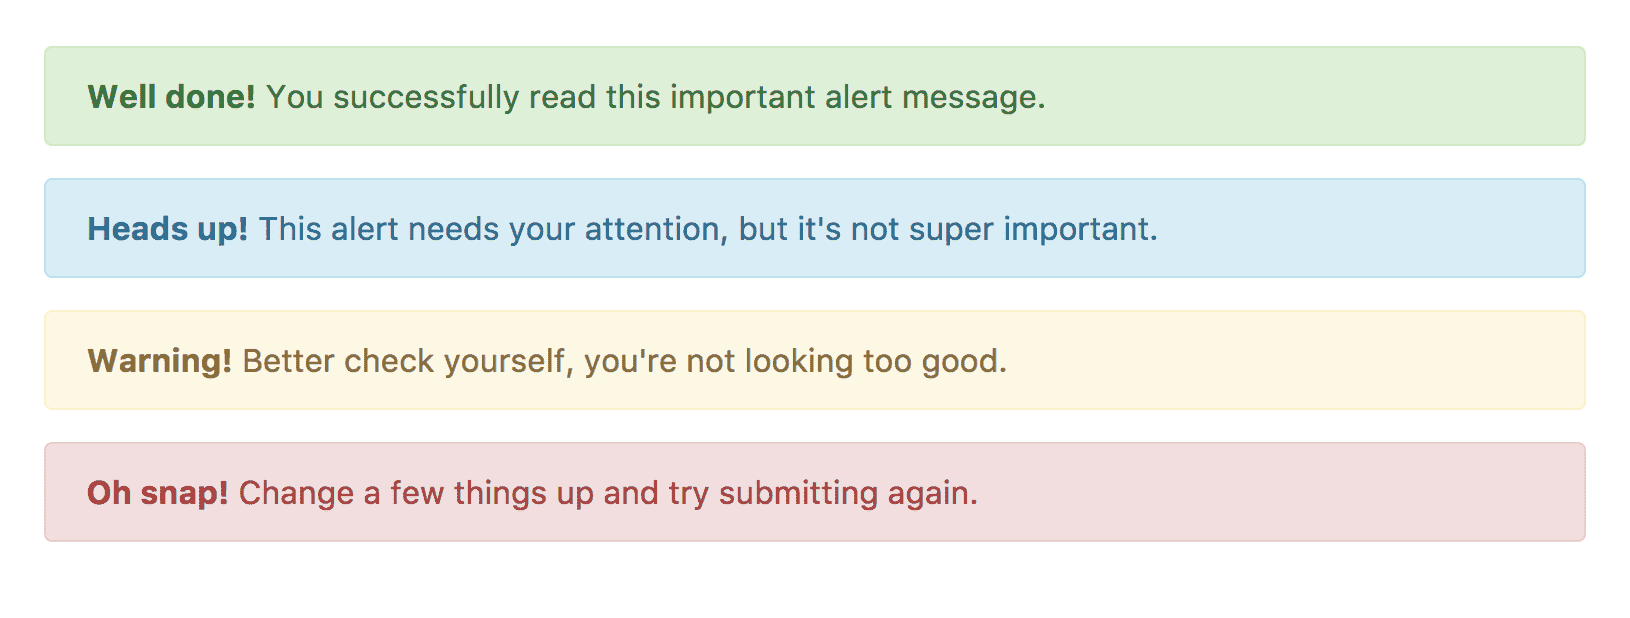 Well done! You successfully read this important alert message.
Heads up! This alert needs your attention, but it's not super important.
Warning! Better check yourself, you're not looking too good.
Oh snap! Change a few things up and try submitting again.